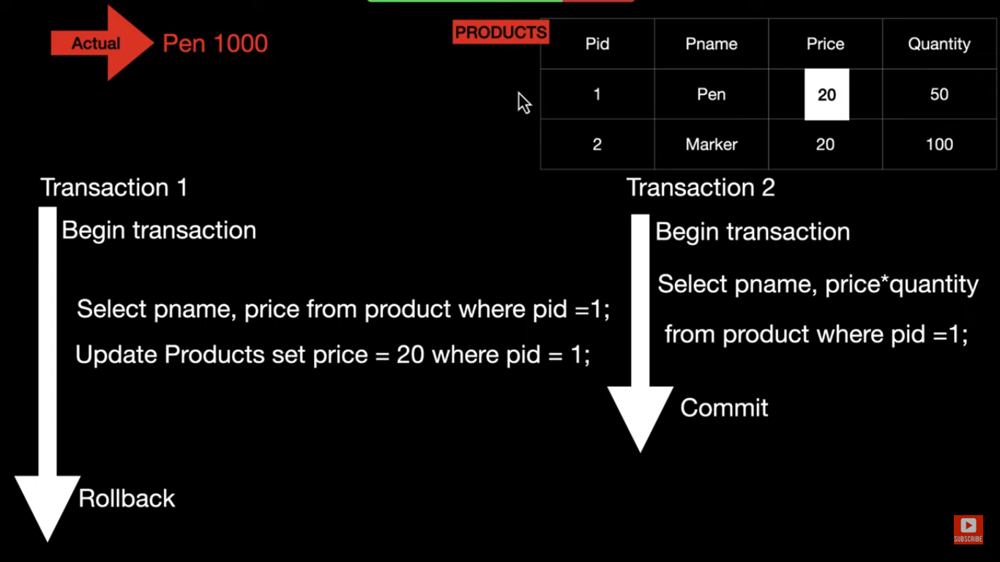 Actual
Pen 1000
PRODUCTS
Pid Pname Price Quantity
1 Pen 20 50
2 Marker 20 100
Transaction 1
Begin transaction
Select pname, price from product where pid =1;
Update Products set price = 20 where pid = 1;
Rollback
Transaction 2
Begin transaction
Select pname, price*quantity
from product where pid =1;
Commit
SUBSCRIBE